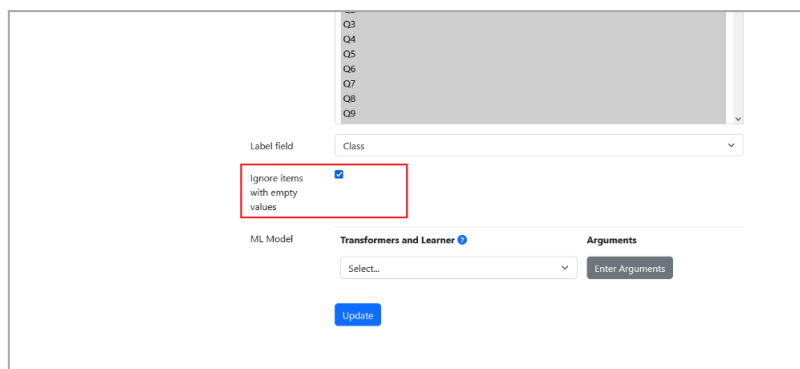 Q3
Q4
Q5
Q6
Q7
Q8
Q9
Label field
Class
Ignore items
with empty
values
ML Model
Transformers and Learner
Arguments
Select...
Enter Arguments
Update